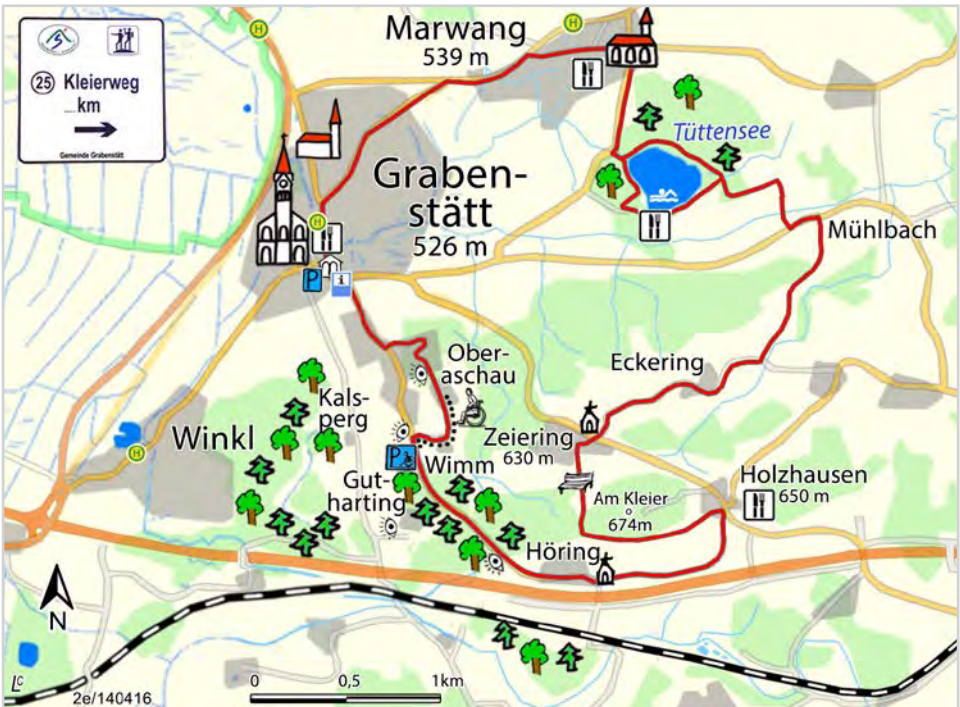 25 Kleierweg
km
Gemeinde Grabenstätt
H
H
Marwang
539 m
Tüttensee
Graben-
stätt
526 m
H
P
i
Mühlbach
Ober-
aschau
Eckering
Kals-
perg
Winkl
H
Zeiering
630 m
P
Wimm
Gut-
harting
Holzhausen
650 m
Am Kleier
674m
Höring
N
0 0,5 1km
Lc
2e/140416